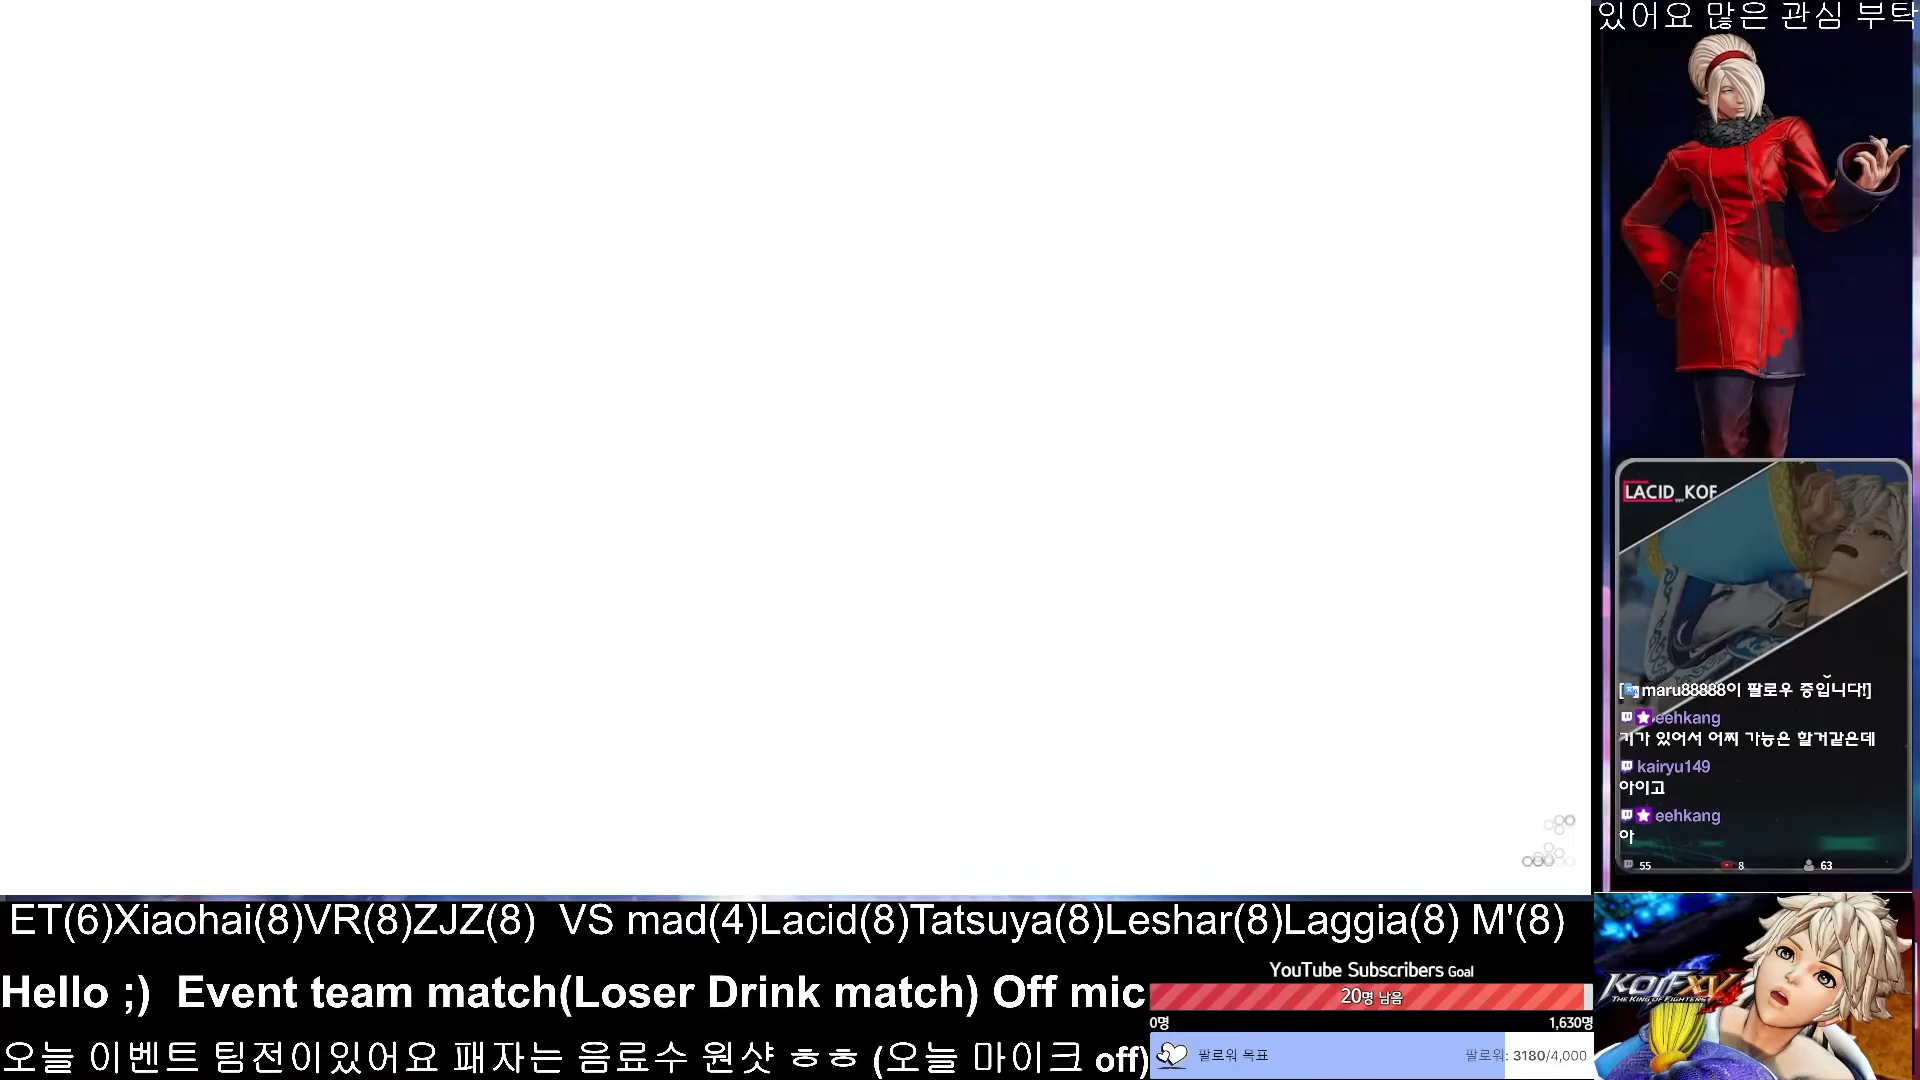 있어요 많은 관심 부탁
LACID_KOF
[maru88888이 팔로우 중입니다!]
eehkang
기가 있어서 어찌 가능은 할거같은데
kairyu149
아이고
eehkang
아
55 8 63
ET(6)Xiaohai(8)VR(8)ZJZ(8) VS mad(4)Lacid(8)Tatsuya(8)Leshar(8)Laggia(8) M'(8)
Hello ;) Event team match(Loser Drink match) Off mic
오늘 이벤트 팀전이있어요 패자는 음료수 원샷 ㅎㅎ (오늘 마이크 off)
YouTube Subscribers Goal
20명 남음
0명 1,630명
팔로워 목표 팔로워: 3180/4,000
KOF XV
THE KING OF FIGHTERS